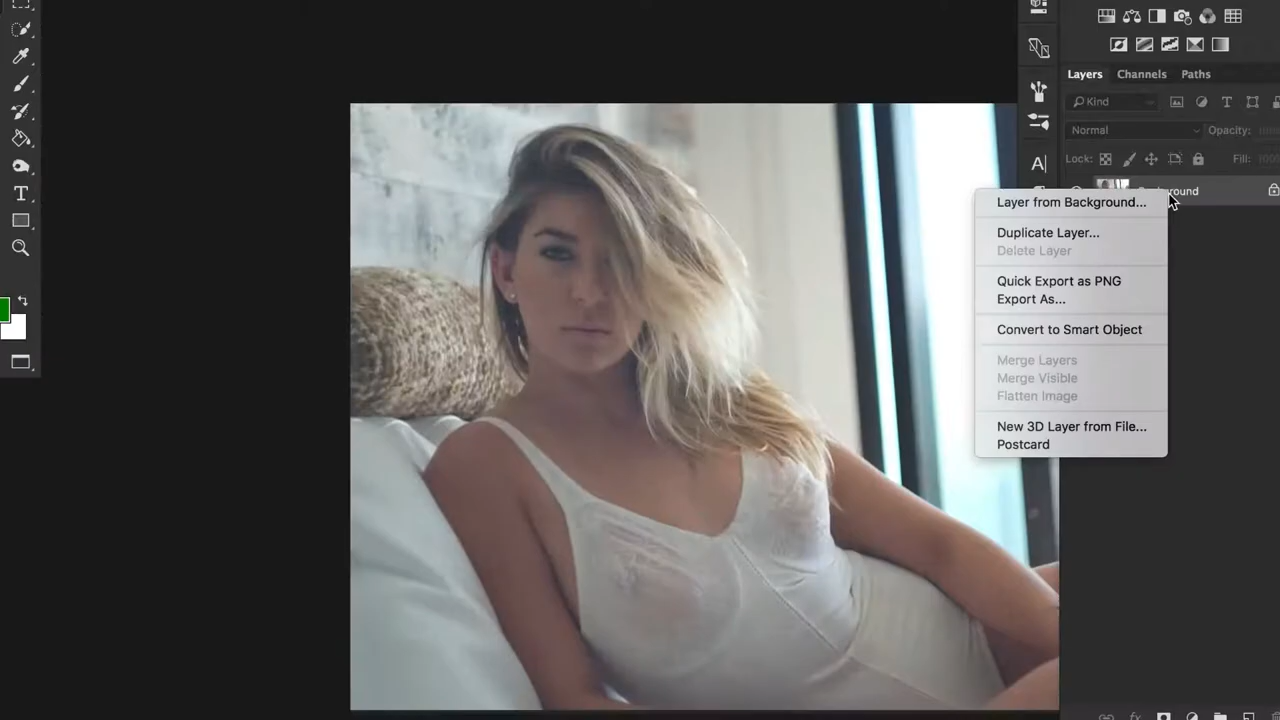 Layers Channels Paths
Kind
Normal Opacity:
Lock: Fill:
Layer from Background...
Duplicate Layer...
Delete Layer
Quick Export as PNG
Export As...
Convert to Smart Object
Merge Layers
Merge Visible
Flatten Image
New 3D Layer from File...
Postcard